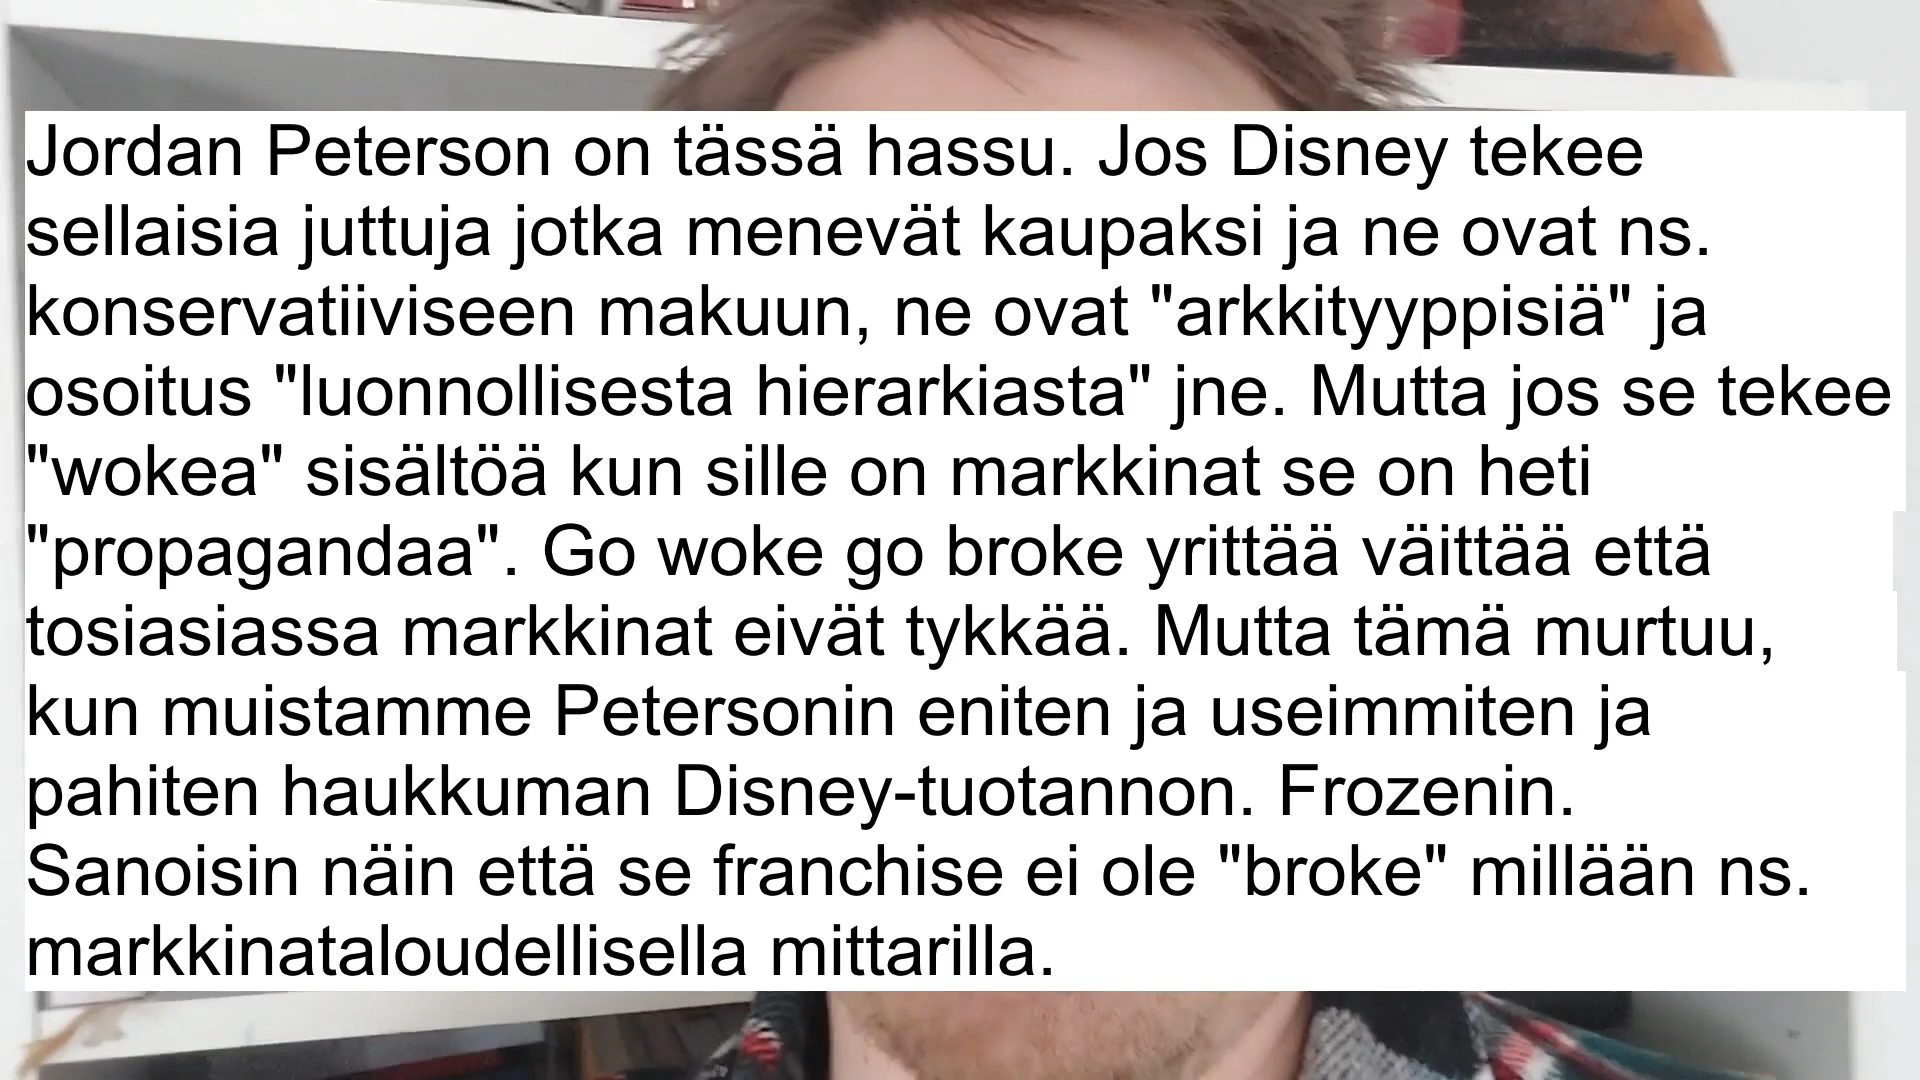 Jordan Peterson on tässä hassu. Jos Disney tekee
sellaisia juttuja jotka menevät kaupaksi ja ne ovat ns.
konservatiiviseen makuun, ne ovat "arkkityyppisiä" ja
osoitus "luonnollisesta hierarkiasta" jne. Mutta jos se tekee
"wokea" sisältöä kun sille on markkinat se on heti
"propagandaa". Go woke go broke yrittää väittää että
tosiasiassa markkinat eivät tykkää. Mutta tämä murtuu,
kun muistamme Petersonin eniten ja useimmiten ja
pahiten haukkuman Disney-tuotannon. Frozenin.
Sanoisin näin että se franchise ei ole "broke" millään ns.
markkinataloudellisella mittarilla.